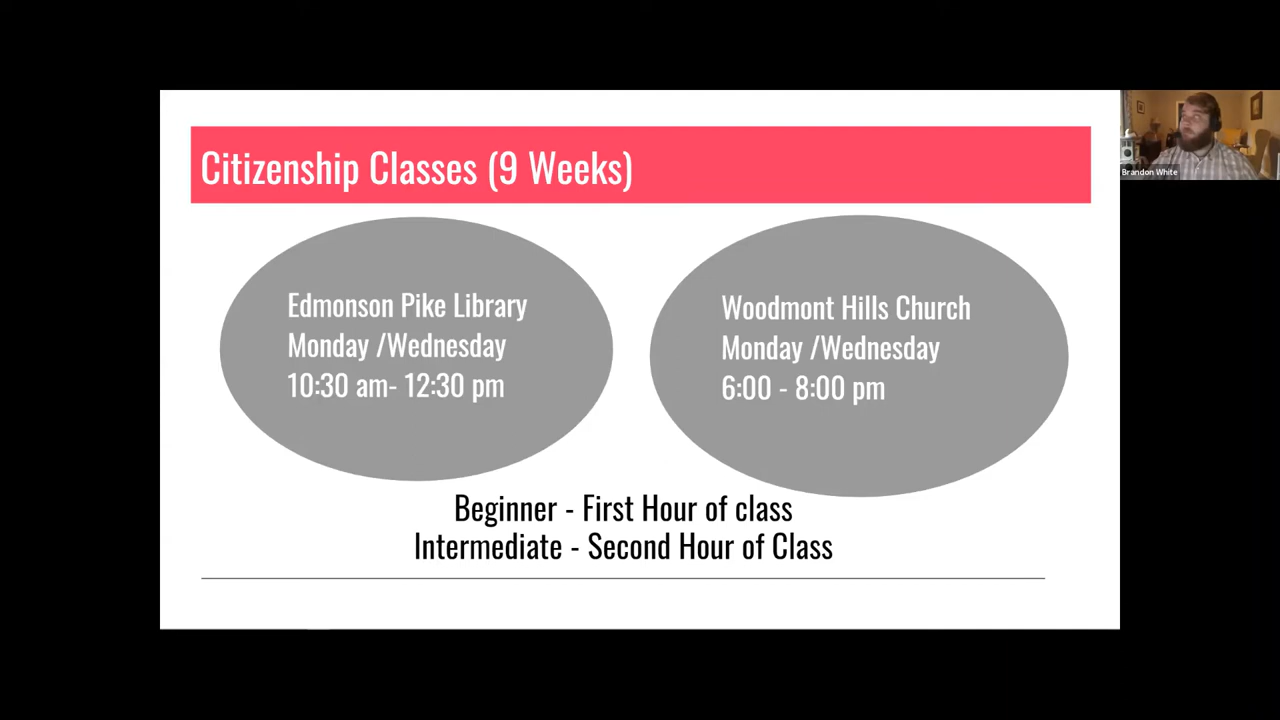 Citizenship Classes (9 Weeks)
Edmonson Pike Library
Monday /Wednesday
10:30 am- 12:30 pm
Woodmont Hills Church
Monday /Wednesday
6:00 - 8:00 pm
Beginner - First Hour of class
Intermediate - Second Hour of Class
Brandon White